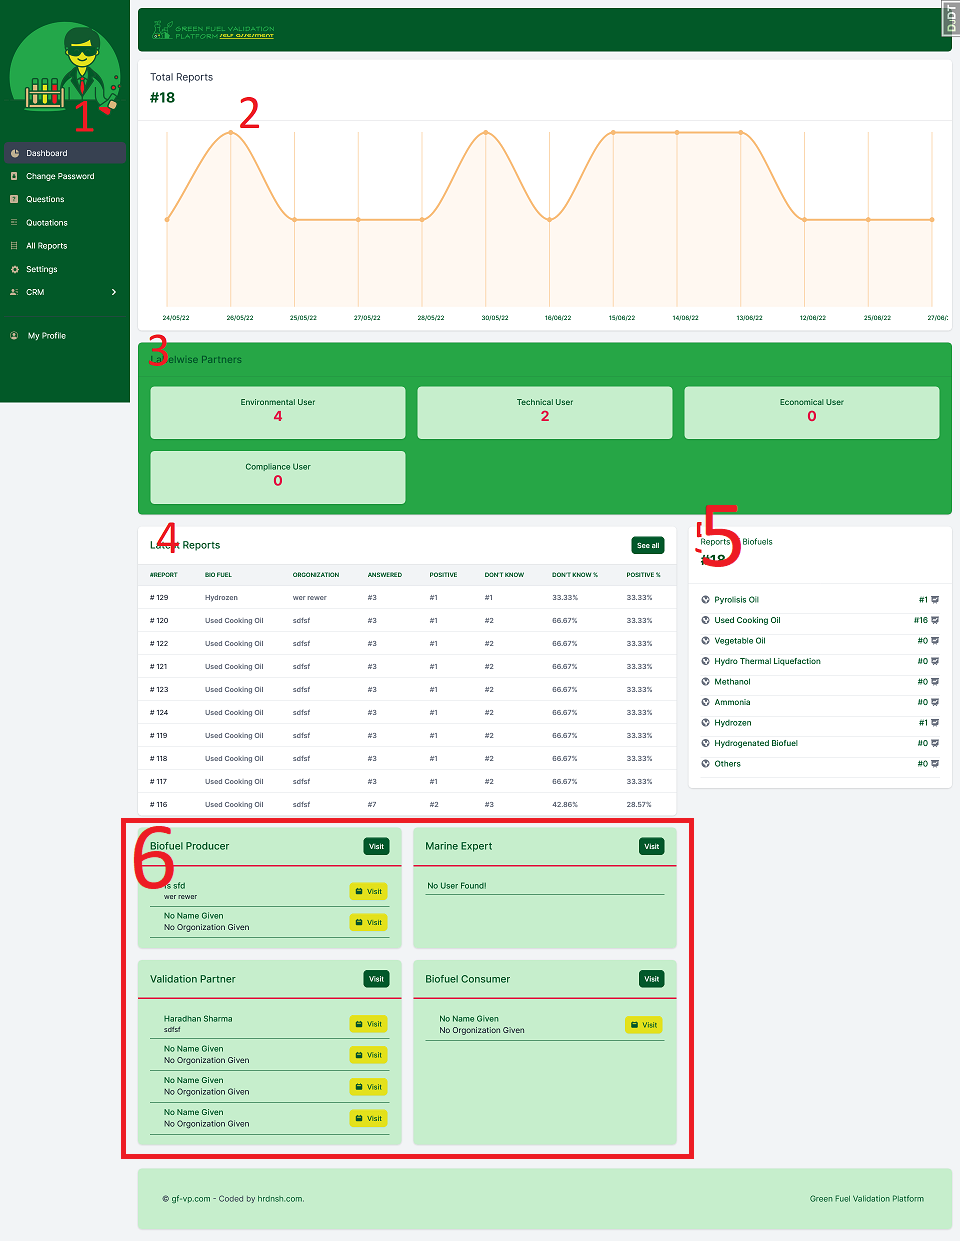 GREEN FUEL VALIDATION
PLATFORM SELF ASSESMENT
DJDT
1
Dashboard
Change Password
Questions
Quotations
All Reports
Settings
CRM
My Profile
Total Reports
#18
2
24/05/22 26/05/22 25/05/22 27/05/22 28/05/22 30/05/22 16/06/22 15/06/22 14/06/22 13/06/22 12/06/22 25/06/22 27/06/
3
Labelwise Partners
Environmental User
4
Technical User
2
Economical User
0
Compliance User
0
4
Latest Reports
See all
#REPORT BIO FUEL ORGONIZATION ANSWERED POSITIVE DON'T KNOW DON'T KNOW % POSITIVE %
# 129 Hydrozen wer rewer #3 #1 #1 33.33% 33.33%
# 120 Used Cooking Oil sdfsf #3 #1 #2 66.67% 33.33%
# 122 Used Cooking Oil sdfsf #3 #1 #2 66.67% 33.33%
# 121 Used Cooking Oil sdfsf #3 #1 #2 66.67% 33.33%
# 123 Used Cooking Oil sdfsf #3 #1 #2 66.67% 33.33%
# 124 Used Cooking Oil sdfsf #3 #1 #2 66.67% 33.33%
# 119 Used Cooking Oil sdfsf #3 #1 #2 66.67% 33.33%
# 118 Used Cooking Oil sdfsf #3 #1 #2 66.67% 33.33%
# 117 Used Cooking Oil sdfsf #3 #1 #2 66.67% 33.33%
# 116 Used Cooking Oil sdfsf #7 #2 #3 42.86% 28.57%
5
Reports Biofuels
#18
Pyrolisis Oil #1
Used Cooking Oil #16
Vegetable Oil #0
Hydro Thermal Liquefaction #0
Methanol #0
Ammonia #0
Hydrozen #1
Hydrogenated Biofuel #0
Others #0
6
Biofuel Producer Visit
is sfd
wer rewer
Visit
No Name Given
No Orgonization Given
Visit
Marine Expert Visit
No User Found!
Validation Partner Visit
Haradhan Sharma
sdfsf
Visit
No Name Given
No Orgonization Given
Visit
No Name Given
No Orgonization Given
Visit
No Name Given
No Orgonization Given
Visit
Biofuel Consumer Visit
No Name Given
No Orgonization Given
Visit
© gf-vp.com - Coded by hrdnsh.com.
Green Fuel Validation Platform